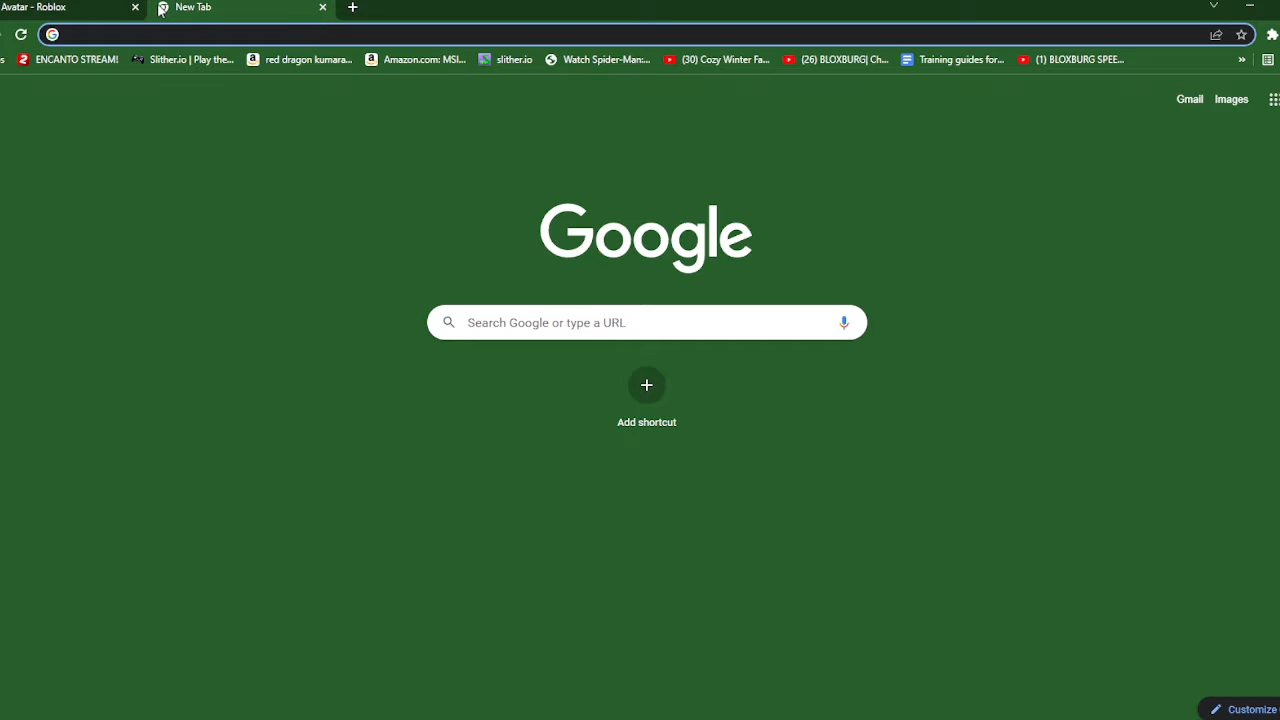 Avatar - Roblox
New Tab
ENCANTO STREAM!
Slither.io | Play the...
red dragon kumara...
Amazon.com: MSI...
slither.io
Watch Spider-Man:...
(30) Cozy Winter Fa...
(26) BLOXBURG| Ch...
Training guides for...
(1) BLOXBURG SPEE...
»
Gmail
Images
Google
Search Google or type a URL
Add shortcut
Customize